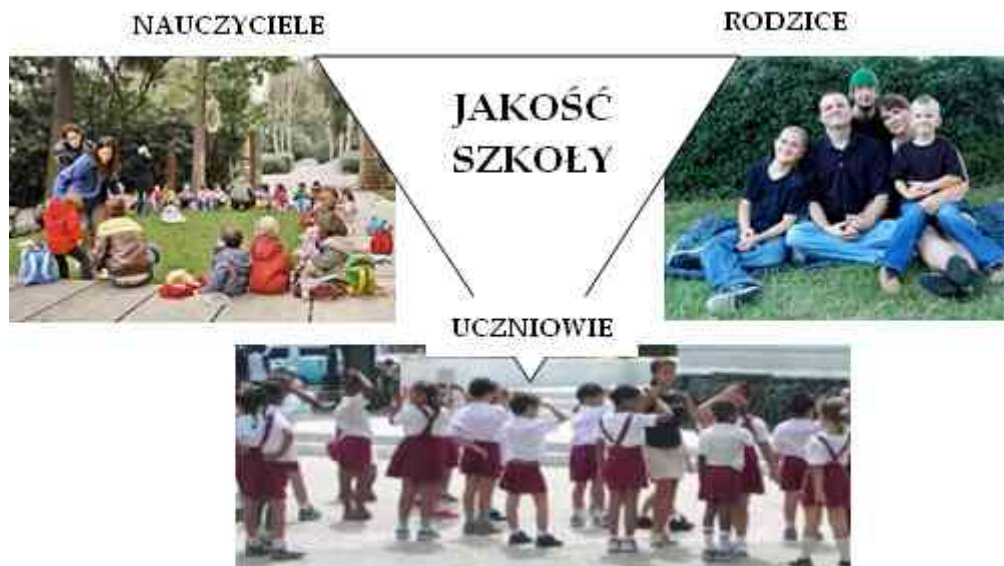 NAUCZYCIELE
RODZICE
JAKOŚĆ
SZKOŁY
UCZNIOWIE